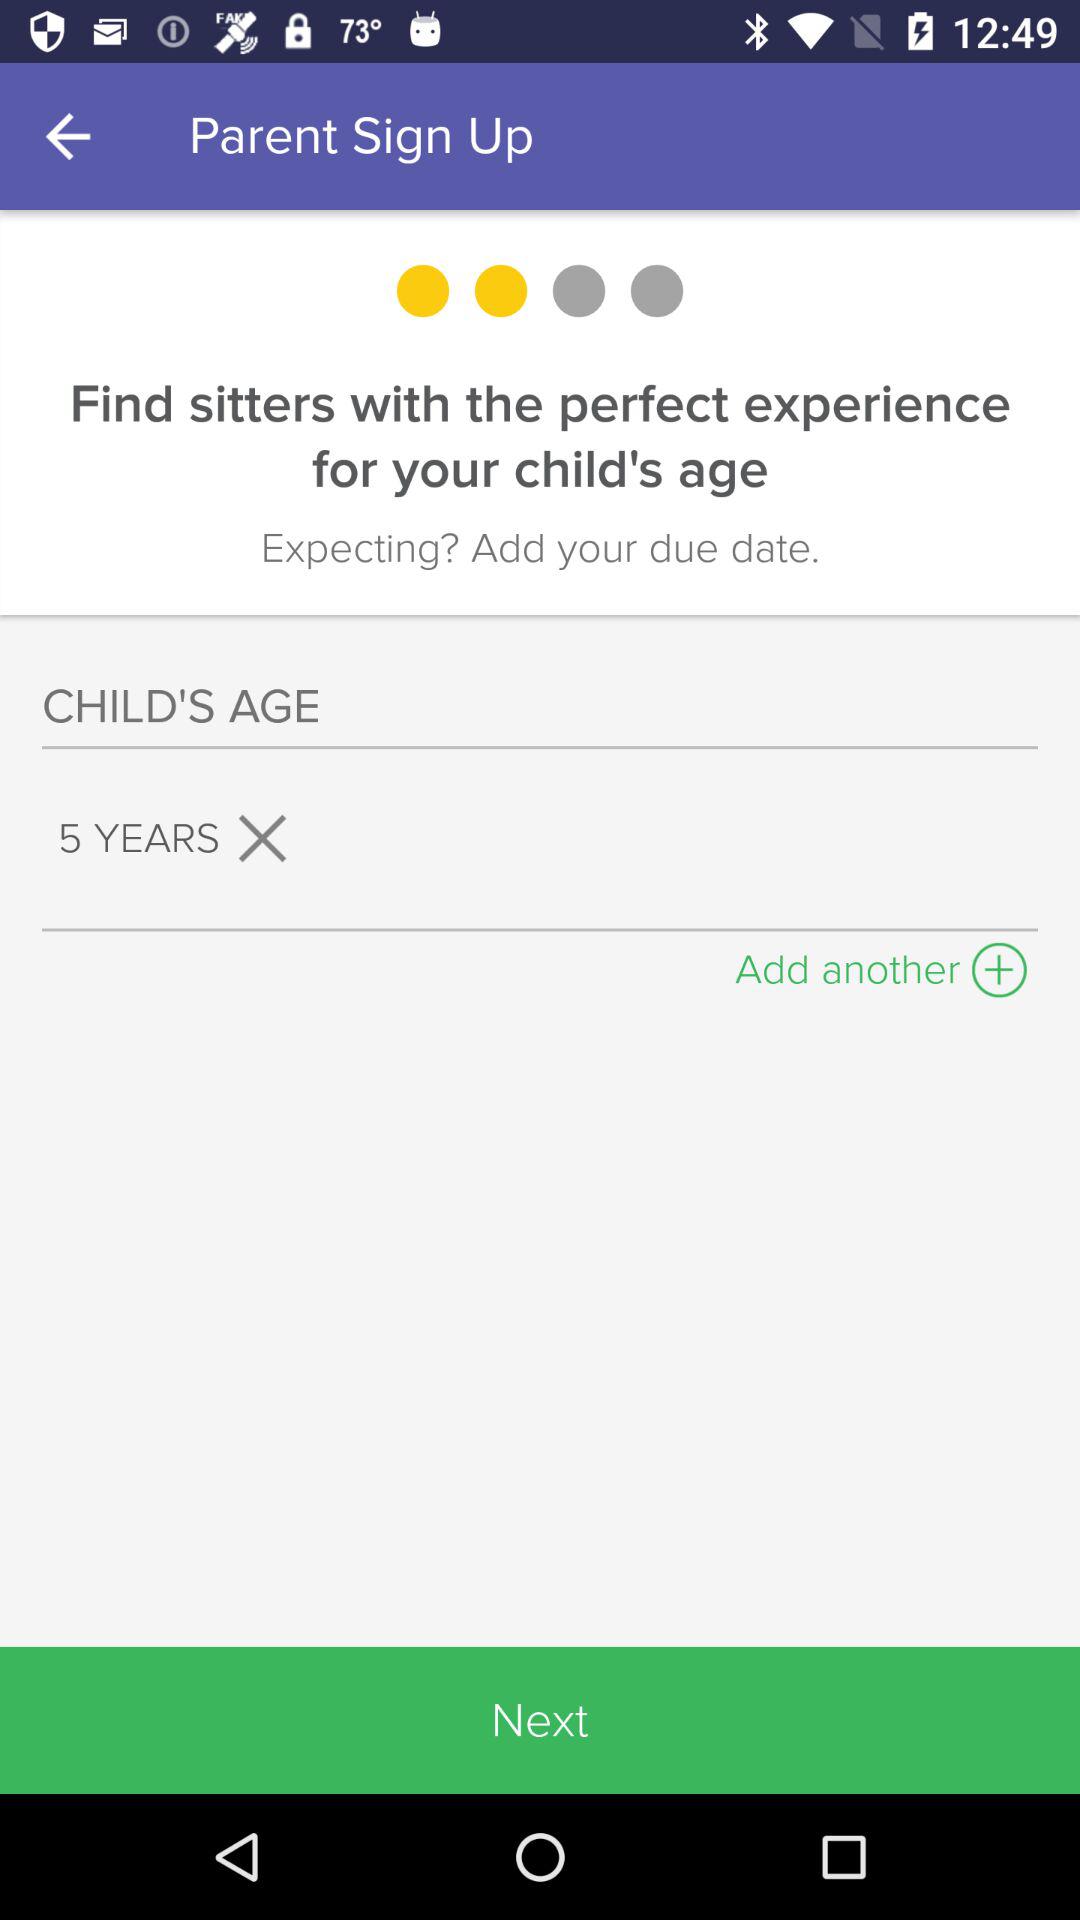 FAKE 73° 12:49
Parent Sign Up
Find sitters with the perfect experience
for your child's age
Expecting? Add your due date.
CHILD'S AGE
5 YEARS
Add another
Next